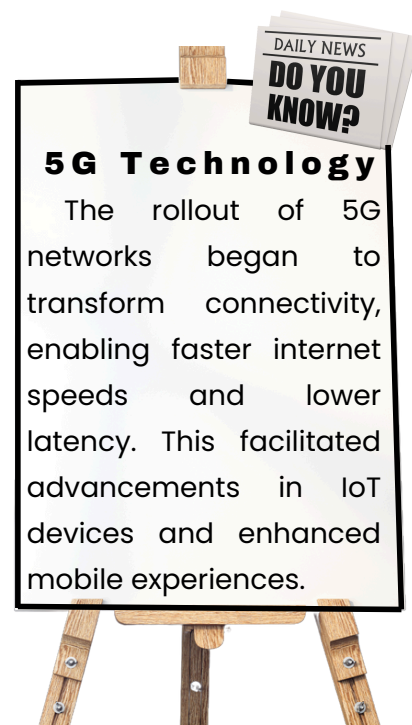 DAILY NEWS
DO YOU
KNOW?
5G Technology
The rollout of 5G
networks began to
transform connectivity,
enabling faster internet
speeds and lower
latency. This facilitated
advancements in IoT
devices and enhanced
mobile experiences.